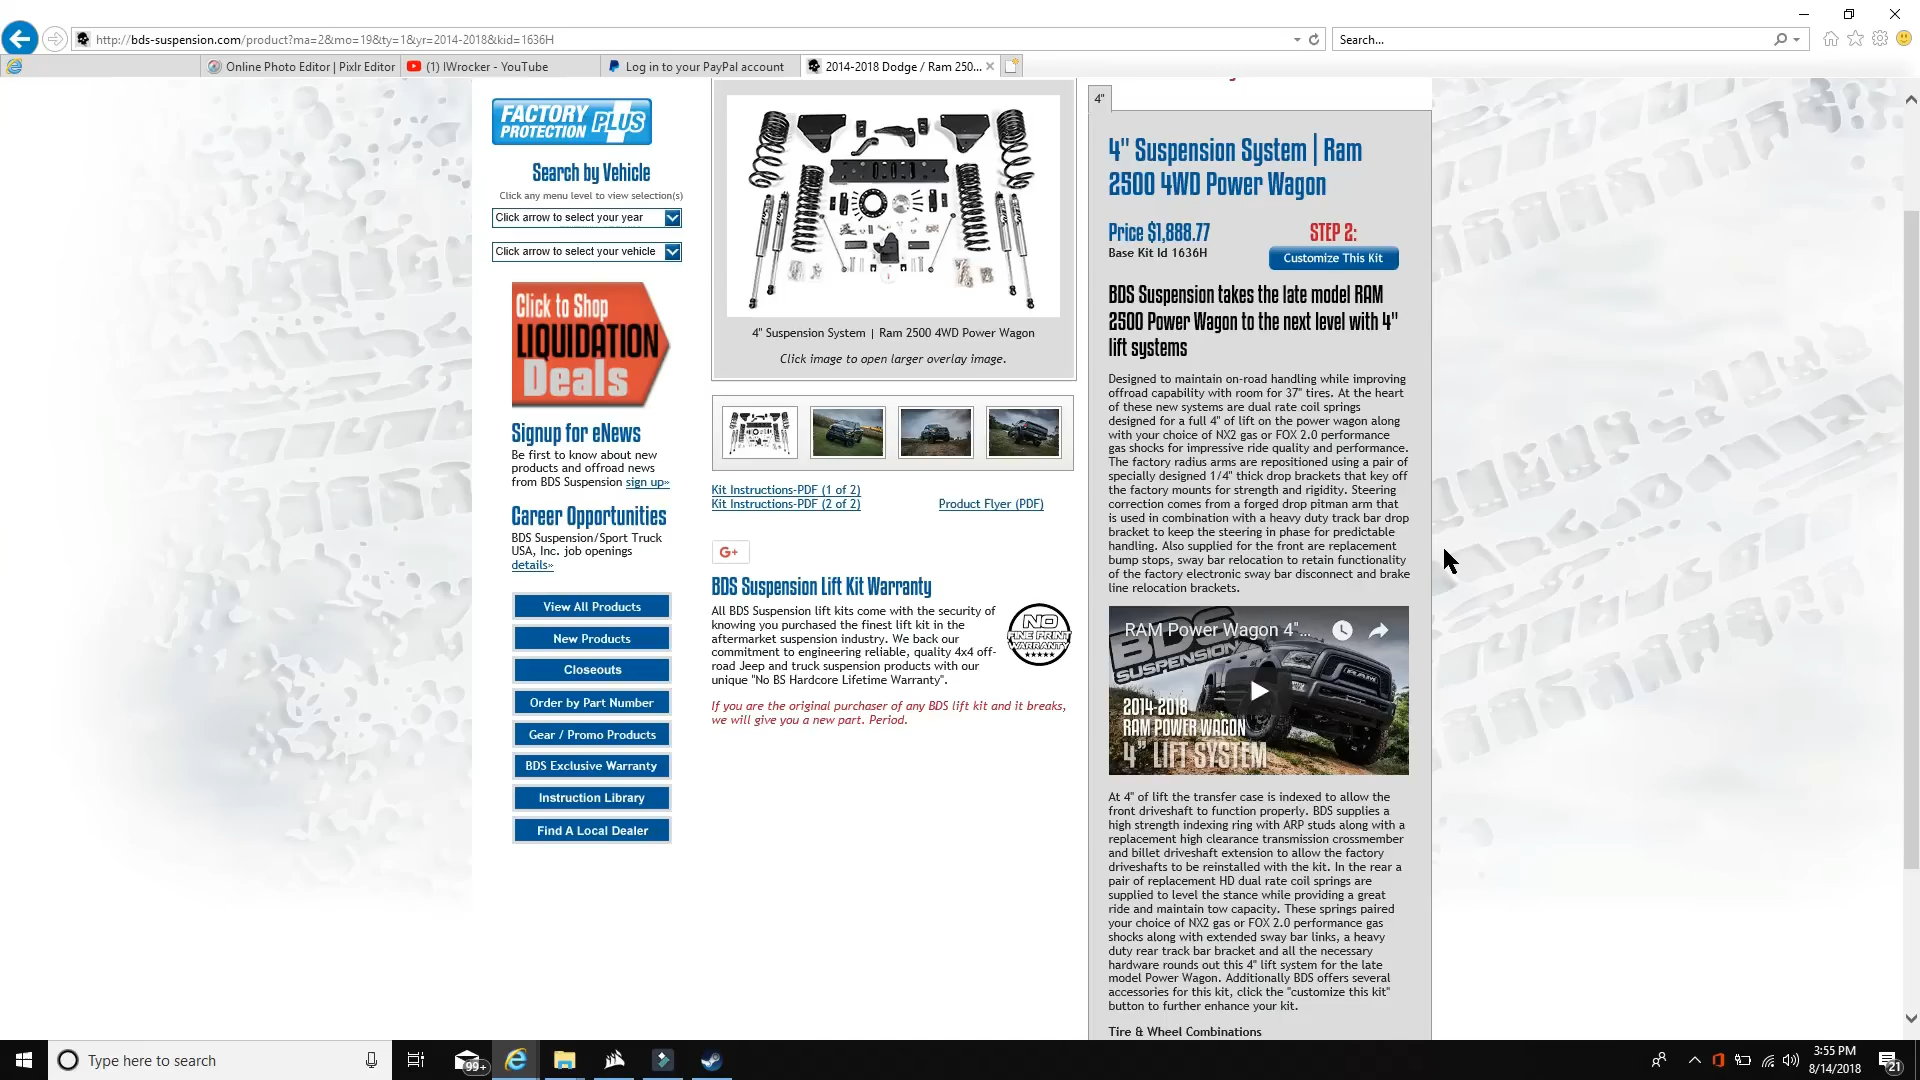 http://bds-suspension.com/product?ma=2&mo=19&ty=1&yr=2014-2018&kid=1636H
Search...
Online Photo Editor | Pixlr Editor
(1) IWrocker - YouTube
Log in to your PayPal account
2014-2018 Dodge / Ram 250...
FACTORY
PROTECTION PLUS
Search by Vehicle
Click any menu level to view selection(s)
Click arrow to select your year
Click arrow to select your vehicle
Click to Shop
LIQUIDATION
Deals
Signup for eNews
Be first to know about new
products and offroad news
from BDS Suspension sign up»
Career Opportunities
BDS Suspension/Sport Truck
USA, Inc. job openings
details»
View All Products
New Products
Closeouts
Order by Part Number
Gear / Promo Products
BDS Exclusive Warranty
Instruction Library
Find A Local Dealer
4" Suspension System | Ram 2500 4WD Power Wagon
Click image to open larger overlay image.
Kit Instructions-PDF (1 of 2)
Kit Instructions-PDF (2 of 2)
Product Flyer (PDF)
G+
BDS Suspension Lift Kit Warranty
All BDS Suspension lift kits come with the security of
knowing you purchased the finest lift kit in the
aftermarket suspension industry. We back our
commitment to engineering reliable, quality 4x4 off-
road Jeep and truck suspension products with our
unique "No BS Hardcore Lifetime Warranty".
NO
FINE PRINT
WARRANTY
If you are the original purchaser of any BDS lift kit and it breaks,
we will give you a new part. Period.
4"
4" Suspension System | Ram
2500 4WD Power Wagon
Price $1,888.77
Base Kit Id 1636H
STEP 2:
Customize This Kit
BDS Suspension takes the late model RAM
2500 Power Wagon to the next level with 4"
lift systems
Designed to maintain on-road handling while improving
offroad capability with room for 37" tires. At the heart
of these new systems are dual rate coil springs
designed for a full 4" of lift on the power wagon along
with your choice of NX2 gas or FOX 2.0 performance
gas shocks for impressive ride quality and performance.
The factory radius arms are repositioned using a pair of
specially designed 1/4" thick drop brackets that key off
the factory mounts for strength and rigidity. Steering
correction comes from a forged drop pitman arm that
is used in combination with a heavy duty track bar drop
bracket to keep the steering in phase for predictable
handling. Also supplied for the front are replacement
bump stops, sway bar relocation to retain functionality
of the factory electronic sway bar disconnect and brake
line relocation brackets.
RAM Power Wagon 4"...
BDS
SUSPENSION
2014-2018
RAM POWER WAGON
4" LIFT SYSTEM
RAM
At 4" of lift the transfer case is indexed to allow the
front driveshaft to function properly. BDS supplies a
high strength indexing ring with ARP studs along with a
replacement high clearance transmission crossmember
and billet driveshaft extension to allow the factory
driveshafts to be reinstalled with the kit. In the rear a
pair of replacement HD dual rate coil springs are
supplied to level the stance while providing a great
ride and maintain tow capacity. These springs paired
your choice of NX2 gas or FOX 2.0 performance gas
shocks along with extended sway bar links, a heavy
duty rear track bar bracket and all the necessary
hardware rounds out this 4" lift system for the late
model Power Wagon. Additionally BDS offers several
accessories for this kit, click the "customize this kit"
button to further enhance your kit.
Tire & Wheel Combinations
Type here to search
99+
3:55 PM
8/14/2018
21